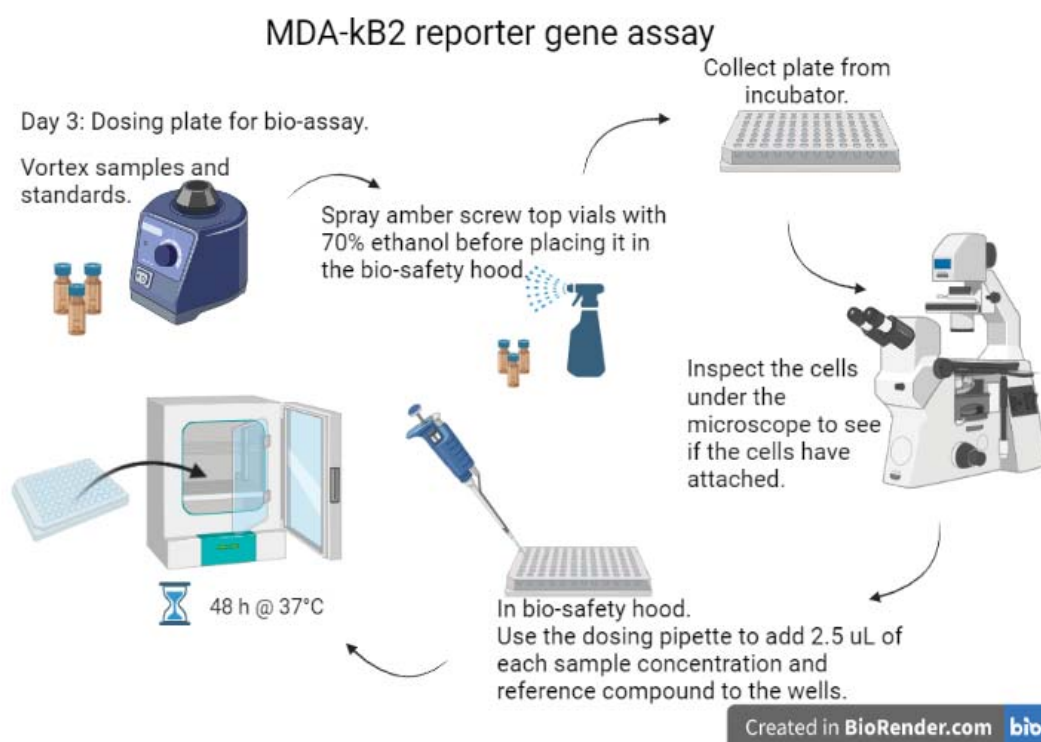 MDA-kB2 reporter gene assay
Day 3: Dosing plate for bio-assay.
Vortex samples and
standards.
Spray amber screw top vials with
70% ethanol before placing it in
the bio-safety hood.
Collect plate from
incubator.
Inspect the cells
under the
microscope to see
if the cells have
attached.
In bio-safety hood.
Use the dosing pipette to add 2.5 uL of
each sample concentration and
reference compound to the wells.
48 h @ 37°C
Created in BioRender.com bio